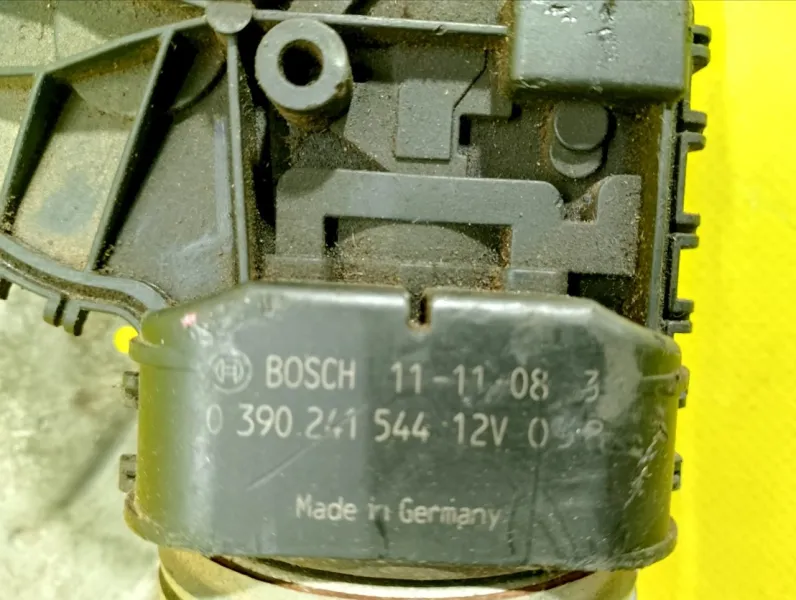 BOSCH 11-11-08 3
0 390 241 544 12V
Made in Germany